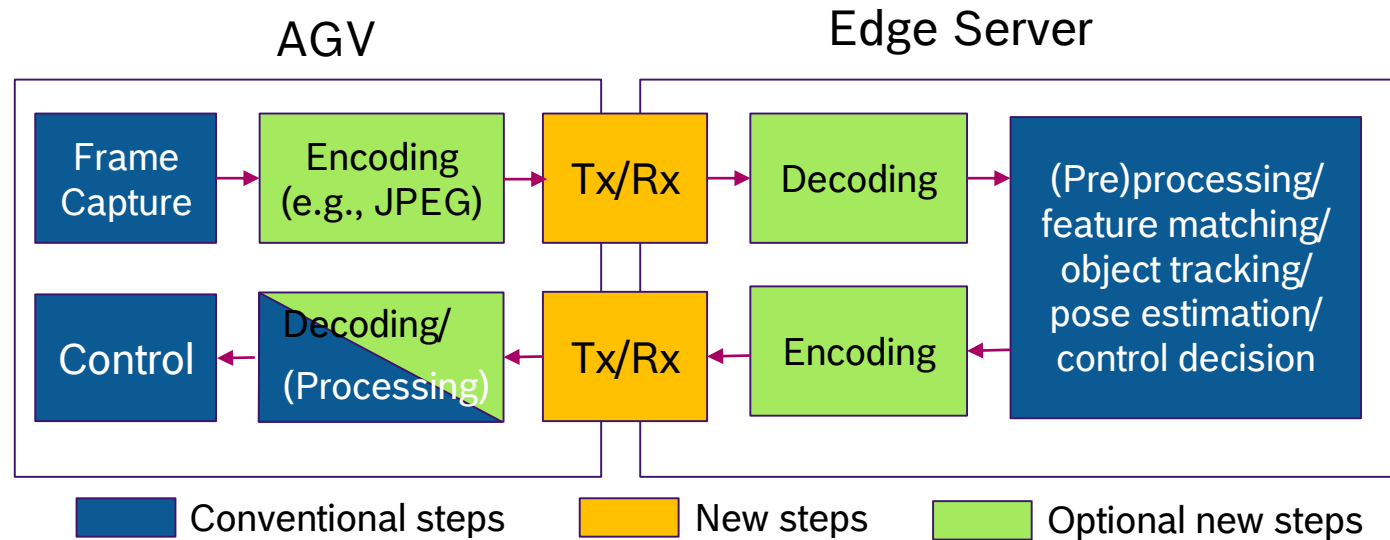 AGV
Edge Server
Frame
Capture
Encoding
(e.g., JPEG)
Tx/Rx
Decoding
(Pre)processing/
feature matching/
object tracking/
pose estimation/
control decision
Control
Decoding/
(Processing)
Tx/Rx
Encoding
Conventional steps
New steps
Optional new steps